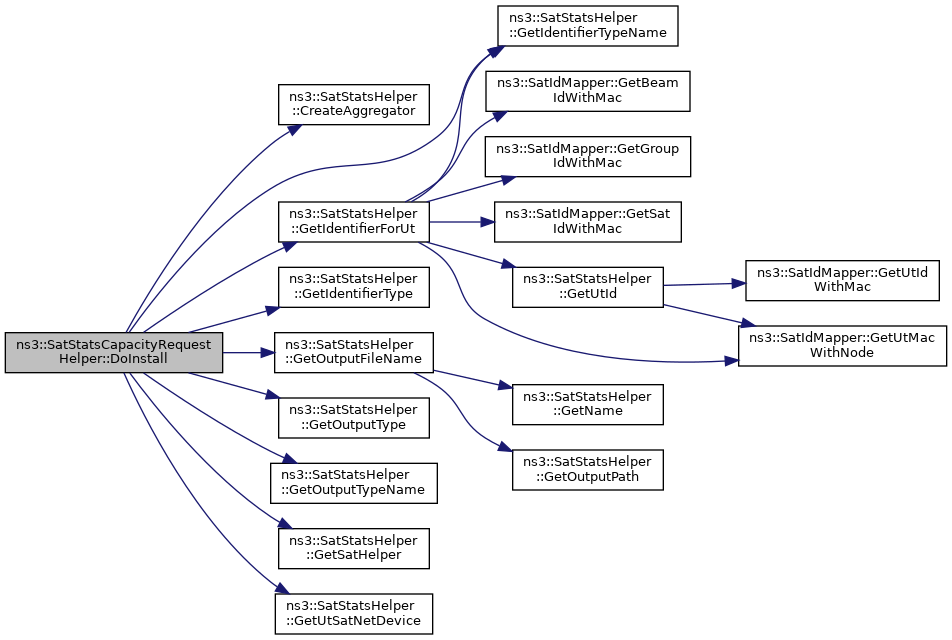 ns3::SatStatsCapacityRequest
Helper::DoInstall
ns3::SatStatsHelper
::CreateAggregator
ns3::SatStatsHelper
::GetIdentifierForUt
ns3::SatStatsHelper
::GetIdentifierType
ns3::SatStatsHelper
::GetOutputFileName
ns3::SatStatsHelper
::GetOutputType
ns3::SatStatsHelper
::GetOutputTypeName
ns3::SatStatsHelper
::GetSatHelper
ns3::SatStatsHelper
::GetUtSatNetDevice
ns3::SatStatsHelper
::GetIdentifierTypeName
ns3::SatIdMapper::GetBeam
IdWithMac
ns3::SatIdMapper::GetGroup
IdWithMac
ns3::SatIdMapper::GetSat
IdWithMac
ns3::SatStatsHelper
::GetUtId
ns3::SatStatsHelper
::GetName
ns3::SatStatsHelper
::GetOutputPath
ns3::SatIdMapper::GetUtId
WithMac
ns3::SatIdMapper::GetUtMac
WithNode